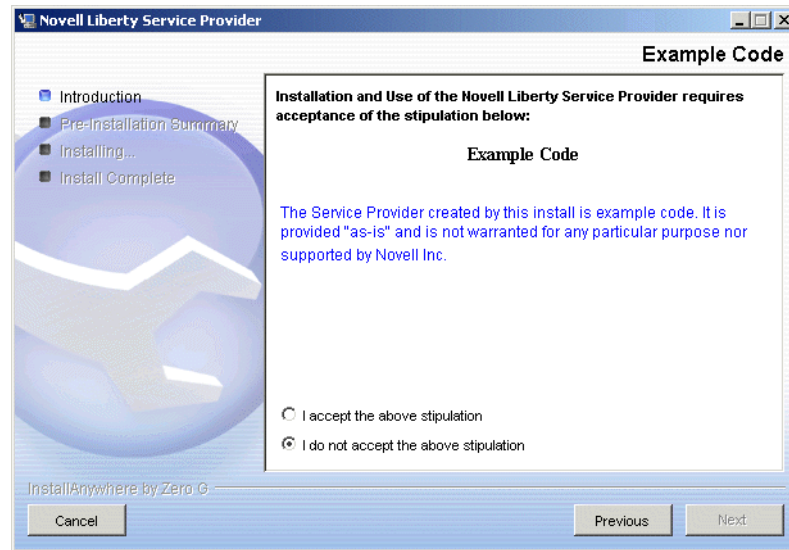 Novell Liberty Service Provider
Example Code
Introduction
Pre-Installation Summary
Installing...
Install Complete
Installation and Use of the Novell Liberty Service Provider requires
acceptance of the stipulation below:
Example Code
The Service Provider created by this install is example code. It is
provided "as-is" and is not warranted for any particular purpose nor
supported by Novell Inc.
I accept the above stipulation
I do not accept the above stipulation
InstallAnywhere by Zero G
Cancel
Previous
Next